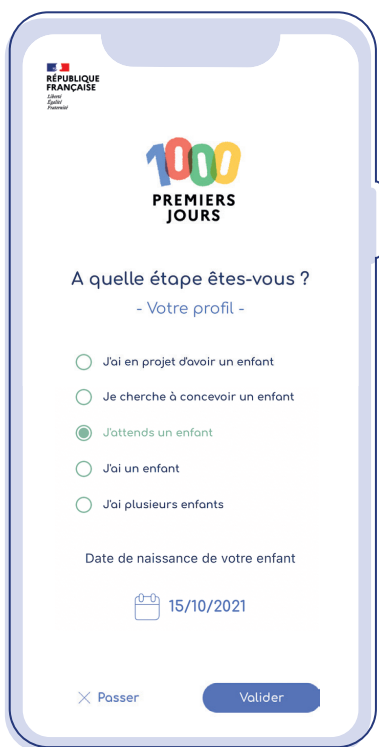 RÉPUBLIQUE
FRANÇAISE
Liberté
Égalité
Fraternité
1000
PREMIERS
JOURS
A quelle étape êtes-vous ?
- Votre profil -
J'ai en projet d'avoir un enfant
Je cherche à concevoir un enfant
J'attends un enfant
J'ai un enfant
J'ai plusieurs enfants
Date de naissance de votre enfant
15/10/2021
Passer
Valider